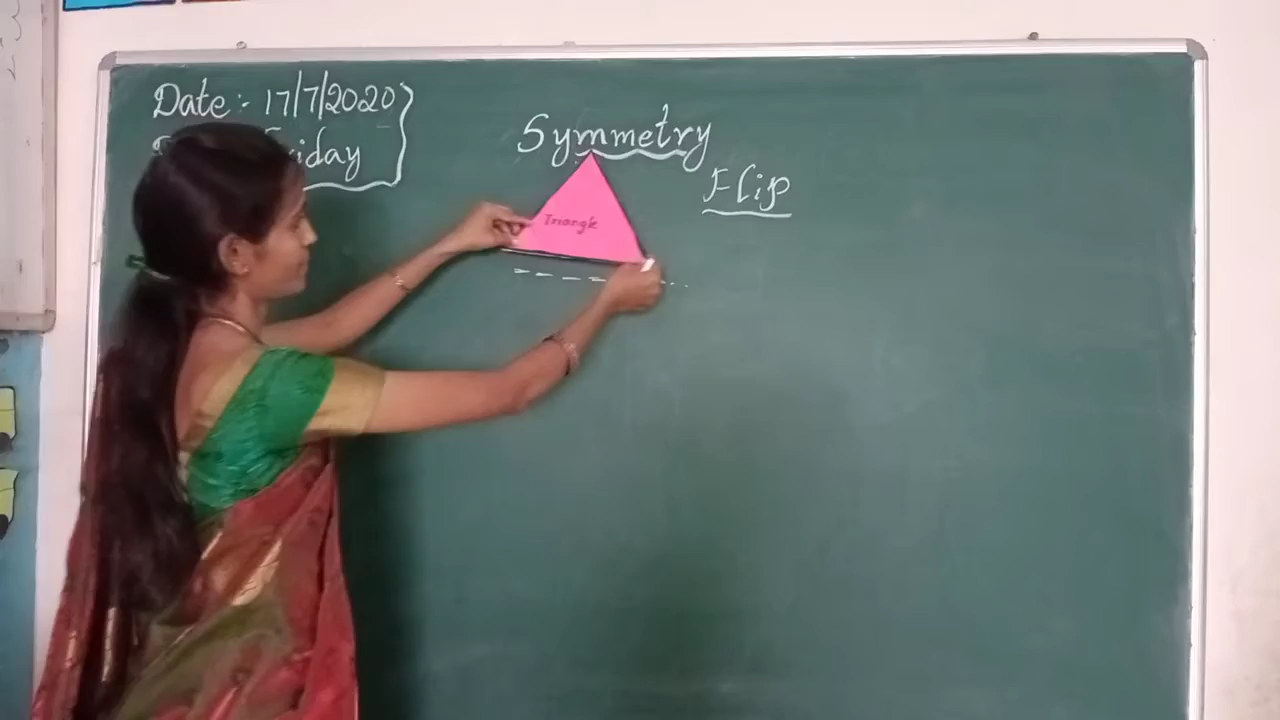 Date :- 17/7/2020
Friday
Symmetry
Flip
Triangle